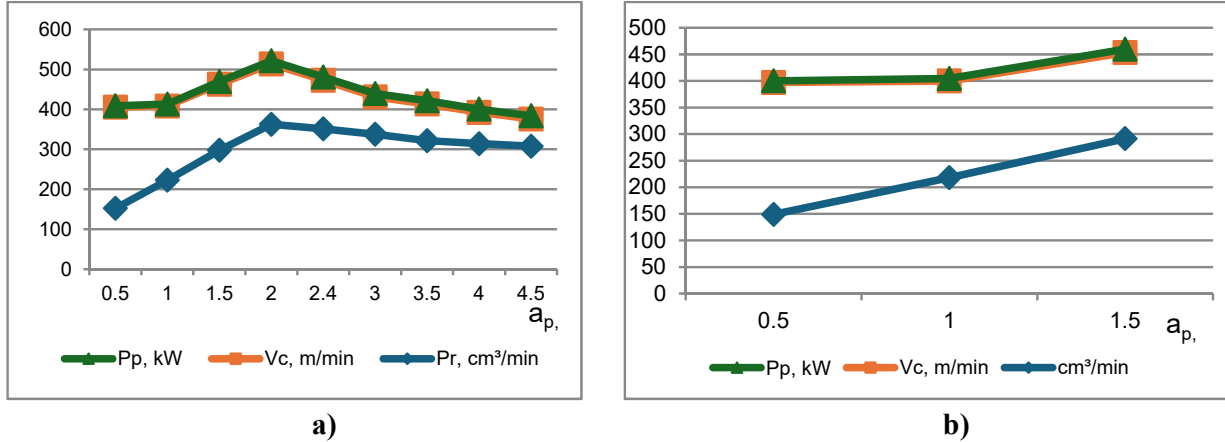 600
500
400
300
200
100
0
0.5 1 1.5 2 2.4 3 3.5 4 4.5
aₚ,
Pp, kW Vc, m/min Pr, cm³/min
a)
500
450
400
350
300
250
200
150
100
50
0
0.5 1 1.5 aₚ,
Pp, kW Vc, m/min cm³/min
b)